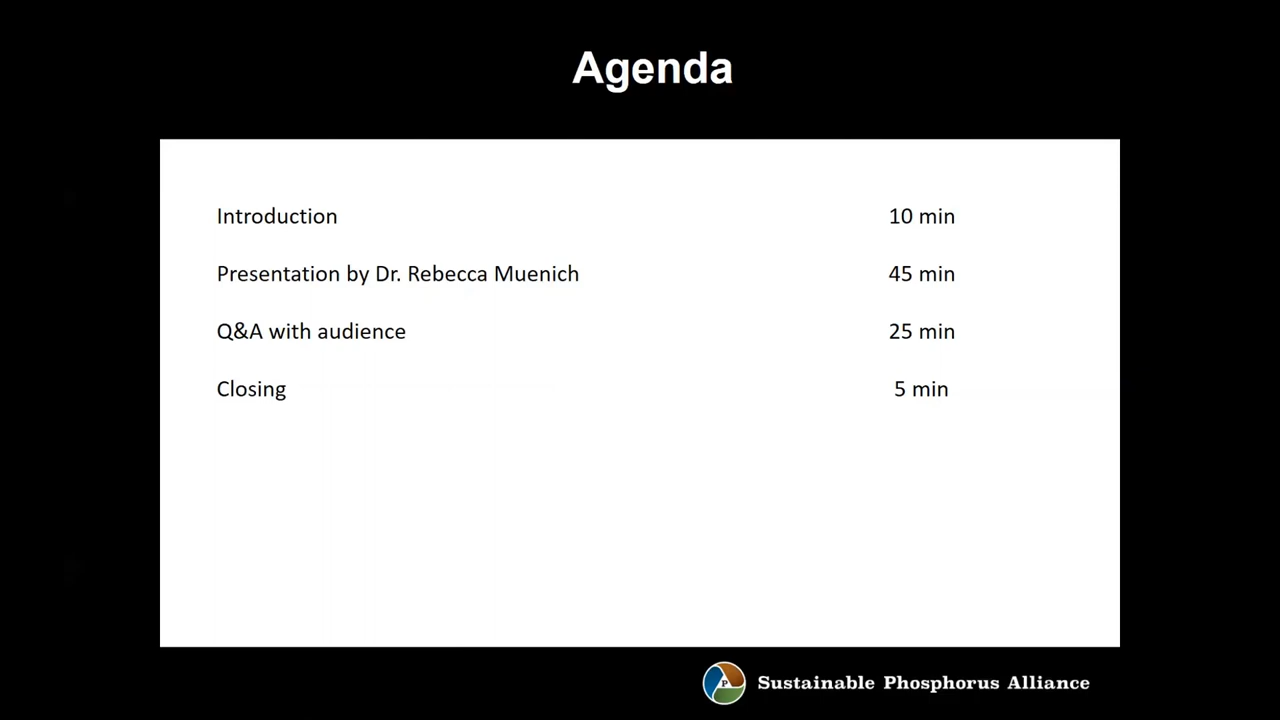 Agenda
Introduction 10 min
Presentation by Dr. Rebecca Muenich 45 min
Q&A with audience 25 min
Closing 5 min
P
Sustainable Phosphorus Alliance